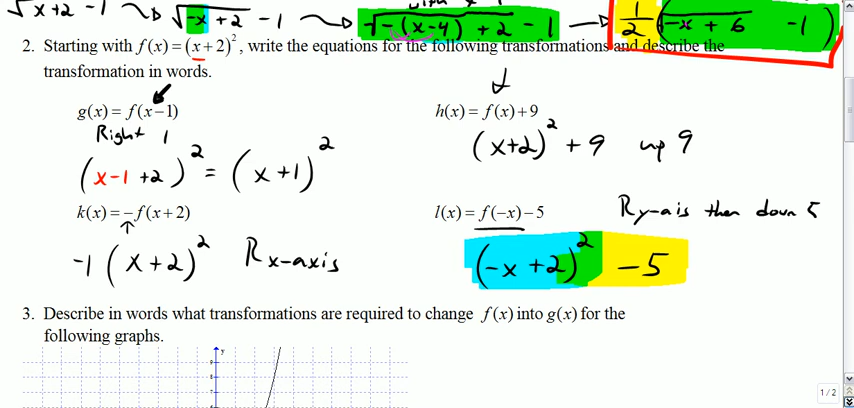 √x+2 -1 → √-x+2 -1 → √-(x-4)+2 -1 → 1/2(√-x+6 -1)
2. Starting with f(x)=(x+2)², write the equations for the following transformations and describe the
transformation in words.
g(x)=f(x−1)
Right 1
(x-1+2)² = (x+1)²
h(x)=f(x)+9
(x+2)² +9 up 9
k(x)=−f(x+2)
-1(x+2)² Rx-axis
l(x)=f(−x)−5
Ry-axis then down 5
(-x+2)² -5
3. Describe in words what transformations are required to change f(x) into g(x) for the
following graphs.
y
1/2